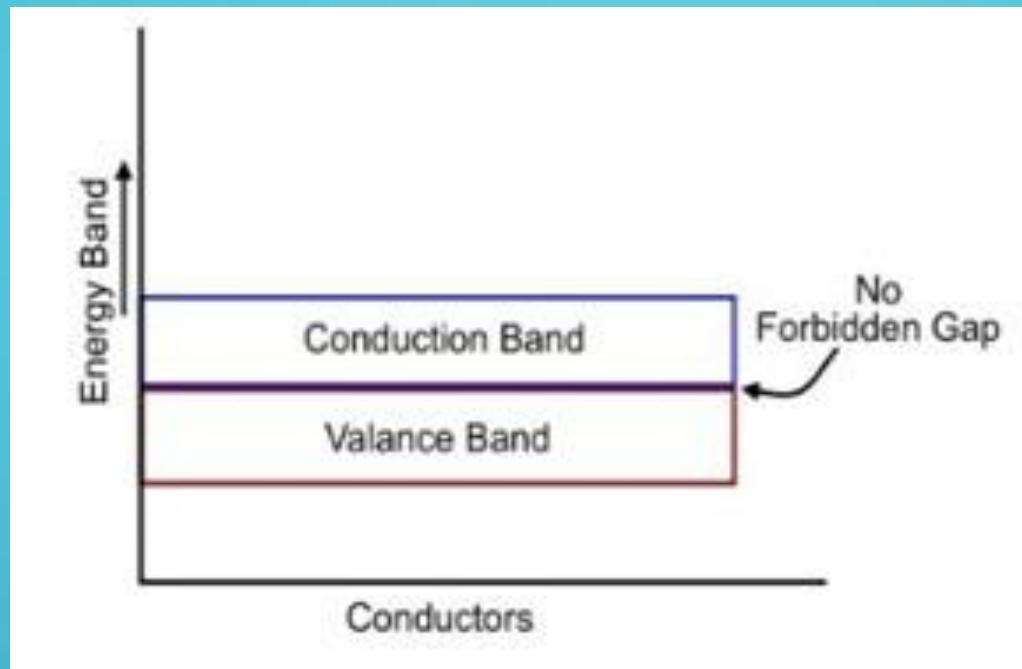 Energy Band
Conduction Band
Valance Band
No
Forbidden Gap
Conductors